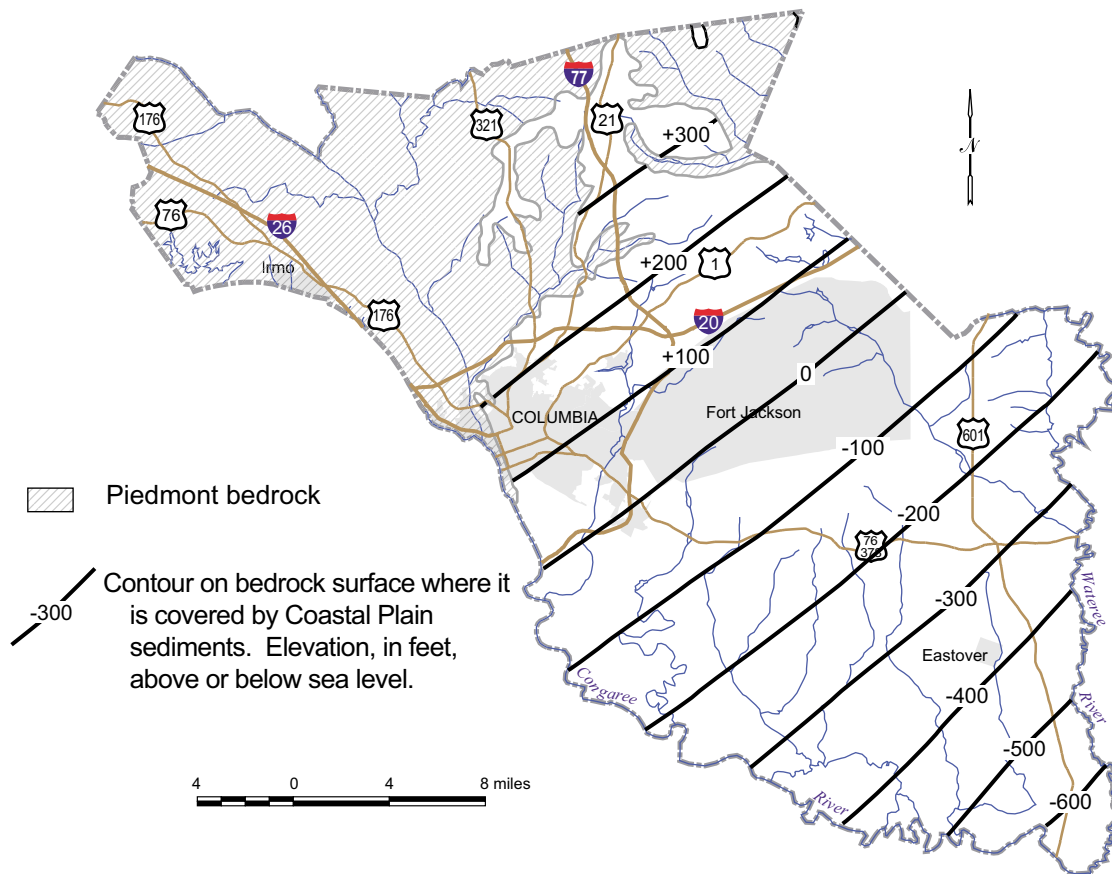 77
176
321
21
+300
N
76
26
Irmo
+200
1
176
20
+100
0
COLUMBIA
Fort Jackson
601
-100
Piedmont bedrock
-200
76
378
Contour on bedrock surface where it
is covered by Coastal Plain
sediments. Elevation, in feet,
above or below sea level.
-300
-300
Wateree
River
Eastover
Congaree
River
-400
-500
-600
4 0 4 8 miles